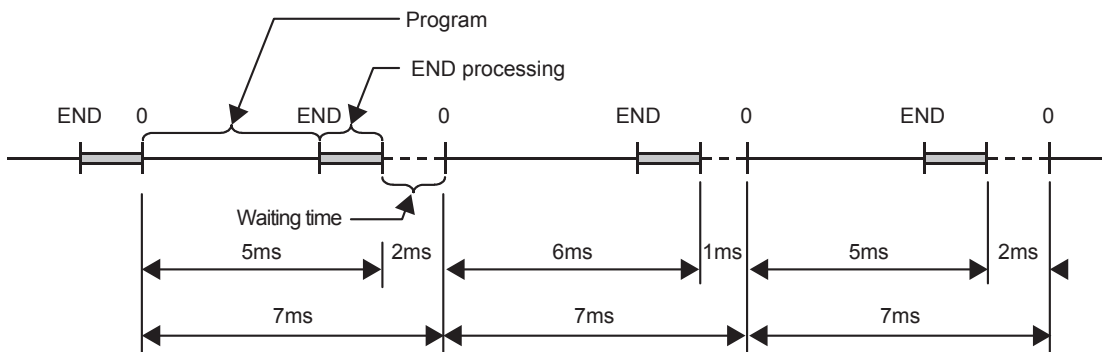 Program
END processing
END 0 END 0 END 0 END 0
Waiting time
5ms 2ms 6ms 1ms 5ms 2ms
7ms 7ms 7ms